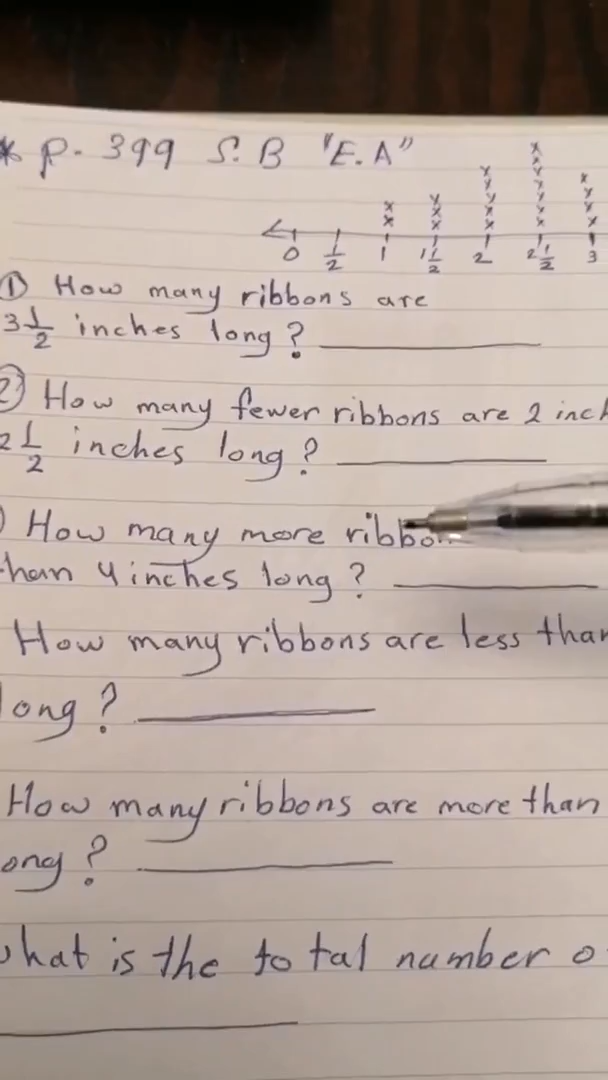 * P. 399 S.B "E.A"
0 1/2 1 1 1/2 2 2 1/2 3
① How many ribbons are
3 1/2 inches long?
② How many fewer ribbons are 2
2 1/2 inches long?
How many more
than 4 inches long?
How many ribbons are less than
long?
How many ribbons are more than
ong?
what is the total number